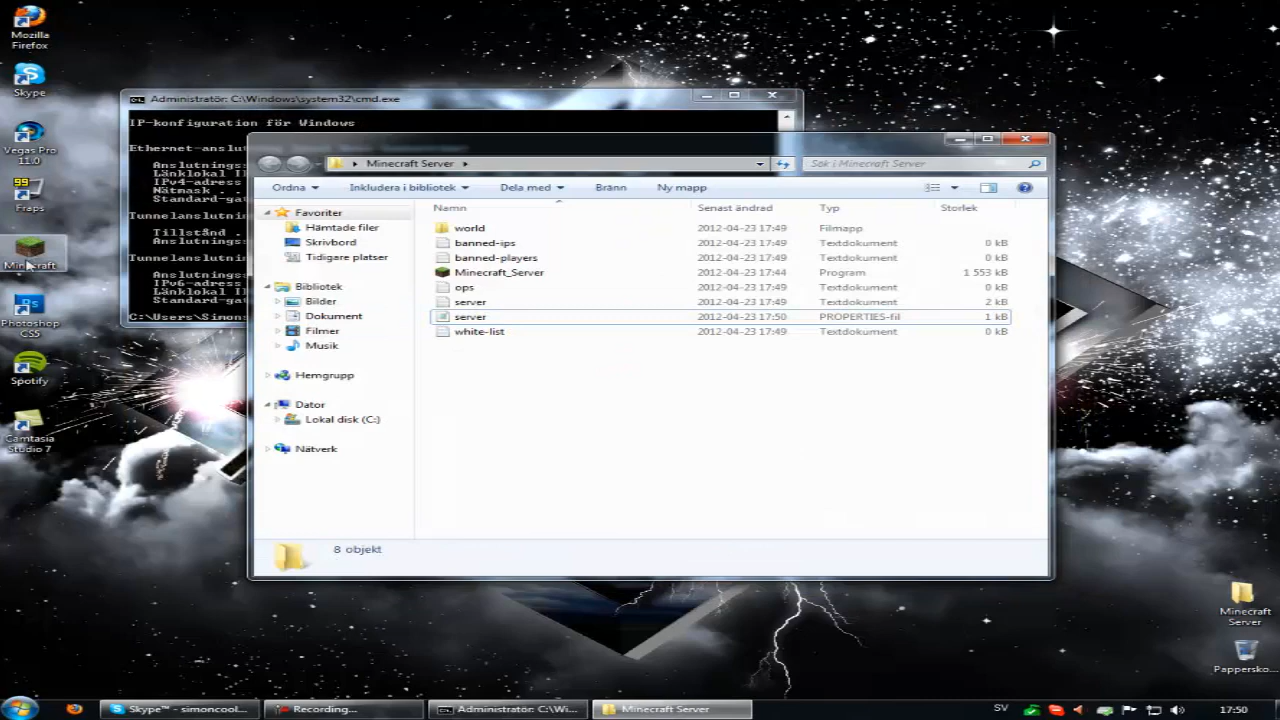 Mozilla
Firefox
Skype
Vegas Pro
11.0
99
Fraps
Minecraft
Ps
Photoshop
CS5
Spotify
Camtasia
Studio 7
Administratör: C:\Windows\system32\cmd.exe
IP-konfiguration för Windows
Ethernet-anslut
Anslutningss
Länklokal I
IPv4-adress
Nätmask .
Standard-gat
Tunnelanslutnin
Tillstånd .
Anslutningss
Tunnelanslutnin
Anslutningss
IPv6-adress
Länklokal I
Standard-gat
C:\Users\Simons
Minecraft Server
Sök i Minecraft Server
Ordna Inkludera i bibliotek Dela med Bränn Ny mapp
Favoriter
Hämtade filer
Skrivbord
Tidigare platser
Bibliotek
Bilder
Dokument
Filmer
Musik
Hemgrupp
Dator
Lokal disk (C:)
Nätverk
Namn Senast ändrad Typ Storlek
world 2012-04-23 17:49 Filmapp
banned-ips 2012-04-23 17:49 Textdokument 0 kB
banned-players 2012-04-23 17:49 Textdokument 0 kB
Minecraft_Server 2012-04-23 17:44 Program 1 553 kB
ops 2012-04-23 17:49 Textdokument 0 kB
server 2012-04-23 17:49 Textdokument 2 kB
server 2012-04-23 17:50 PROPERTIES-fil 1 kB
white-list 2012-04-23 17:49 Textdokument 0 kB
8 objekt
Minecraft
Server
Pappersko...
Skype™ - simoncool...
Recording...
Administratör: C:\Win...
Minecraft Server
SV
17:50